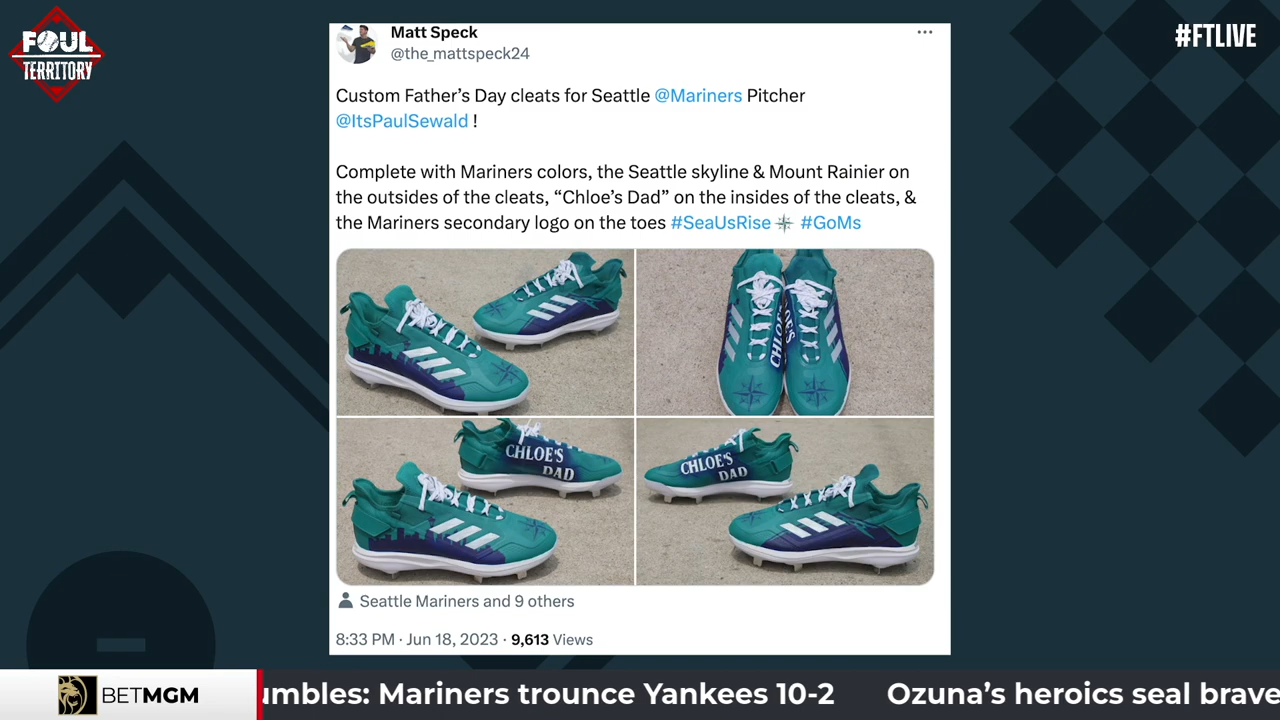 FOUL
TERRITORY
#FTLIVE
Matt Speck
@the_mattspeck24
Custom Father’s Day cleats for Seattle @Mariners Pitcher
@ItsPaulSewald !
Complete with Mariners colors, the Seattle skyline & Mount Rainier on
the outsides of the cleats, “Chloe’s Dad” on the insides of the cleats, &
the Mariners secondary logo on the toes #SeaUsRise #GoMs
CHLOE'S
CHLOE'S
DAD
CHLOE'S
DAD
Seattle Mariners and 9 others
8:33 PM · Jun 18, 2023 · 9,613 Views
BETMGM
umbles: Mariners trounce Yankees 10-2 Ozuna’s heroics seal brave